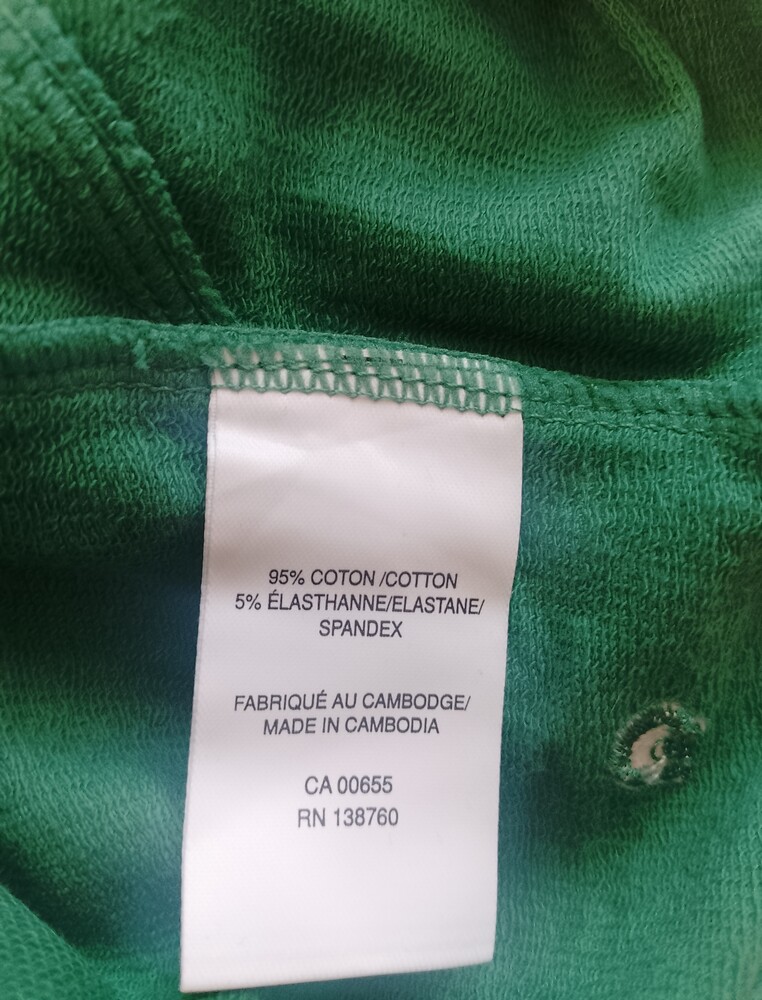 95% COTON /COTTON
5% ÉLASTHANNE/ELASTANE/
SPANDEX
FABRIQUÉ AU CAMBODGE/
MADE IN CAMBODIA
CA 00655
RN 138760